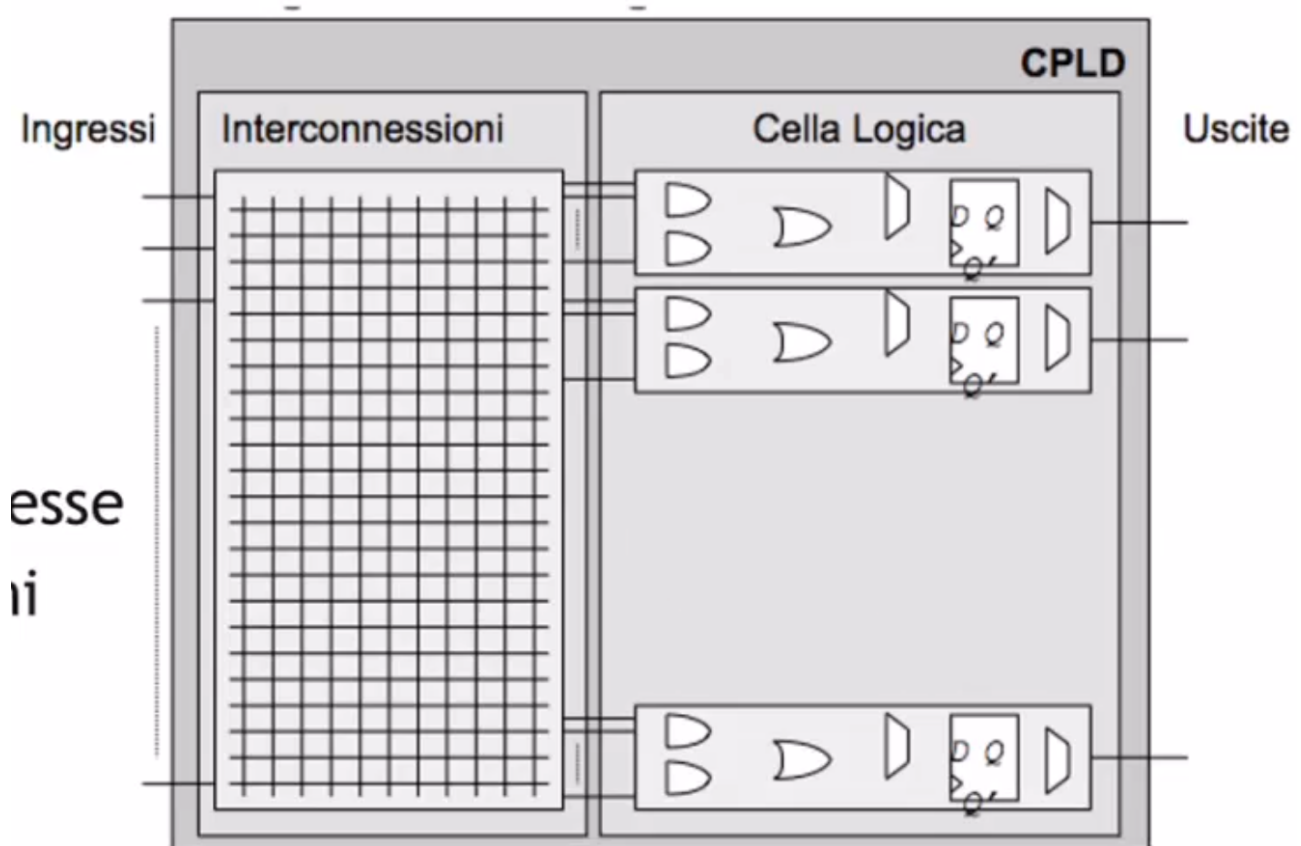 CPLD
Ingressi
Interconnessioni
Cella Logica
Uscite
D Q
Q'
D Q
Q'
esse
D Q
Q'